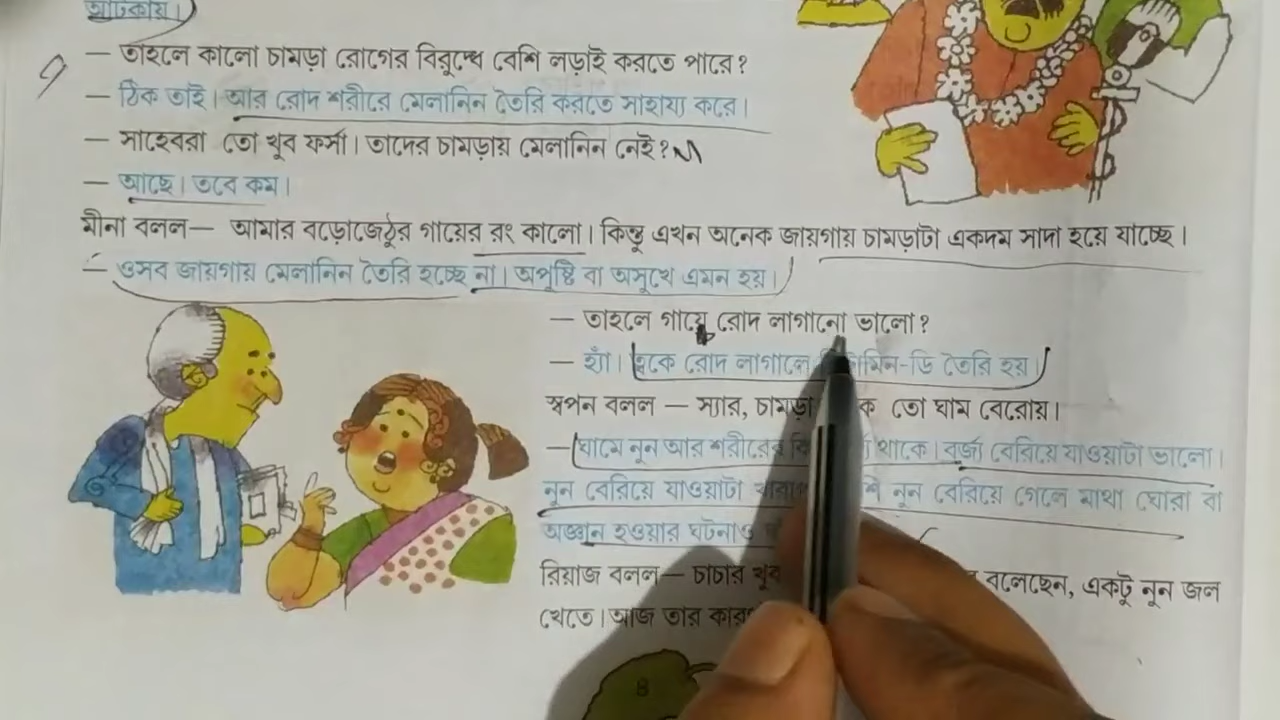 আটকায়।
— তাহলে কালো চামড়া রোগের বিরুদ্ধে বেশি লড়াই করতে পারে?
— ঠিক তাই। আর রোদ শরীরে মেলানিন তৈরি করতে সাহায্য করে।
— সাহেবরা তো খুব ফর্সা। তাদের চামড়ায় মেলানিন নেই?
— আছে। তবে কম।
মীনা বলল— আমার বড়োজেঠুর গায়ের রং কালো। কিন্তু এখন অনেক জায়গায় চামড়াটা একদম সাদা হয়ে যাচ্ছে।
— ওসব জায়গায় মেলানিন তৈরি হচ্ছে না। অপুষ্টি বা অসুখে এমন হয়।
— তাহলে গায়ে রোদ লাগানো ভালো?
— হ্যাঁ। ত্বকে রোদ লাগালে ভিটামিন-ডি তৈরি হয়।
স্বপন বলল — স্যার, চামড়া তো ঘাম বেরোয়।
— ঘামে নুন আর শরীরের থাকে। বর্জ্য বেরিয়ে যাওয়াটা ভালো।
নুন বেরিয়ে যাওয়াটা নুন বেরিয়ে গেলে মাথা ঘোরা বা
অজ্ঞান হওয়ার ঘটনাও
রিয়াজ বলল— চাচার খুব বলেছেন, একটু নুন জল
খেতে। আজ তার
৪